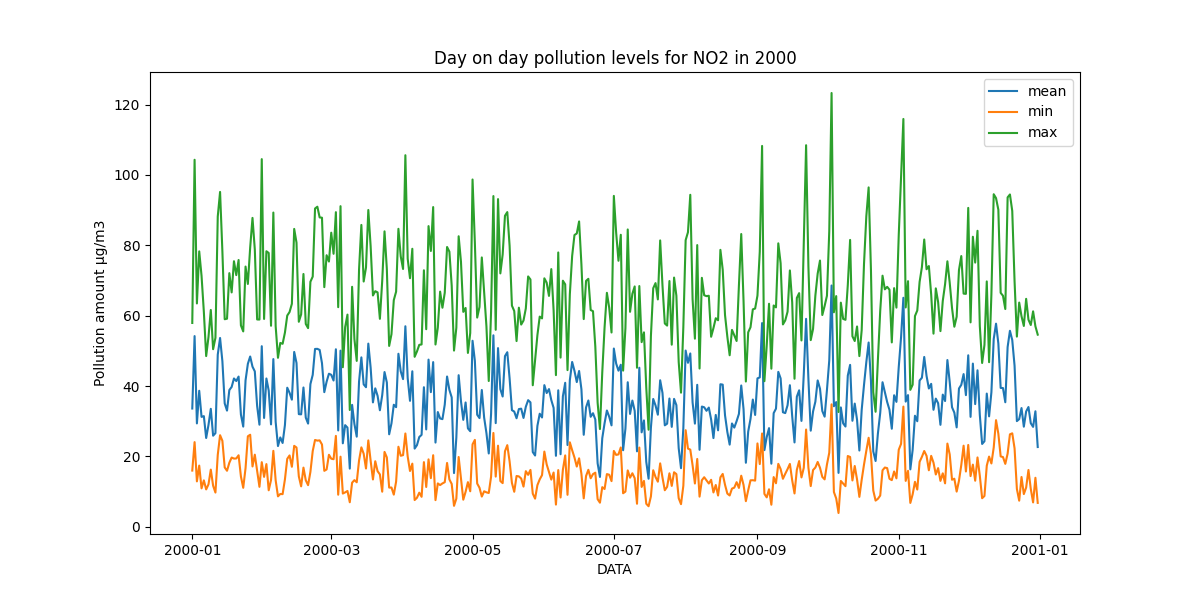 Day on day pollution levels for NO2 in 2000
mean
min
max
120
100
80
60
40
20
0
Pollution amount µg/m3
2000-01 2000-03 2000-05 2000-07 2000-09 2000-11 2001-01
DATA